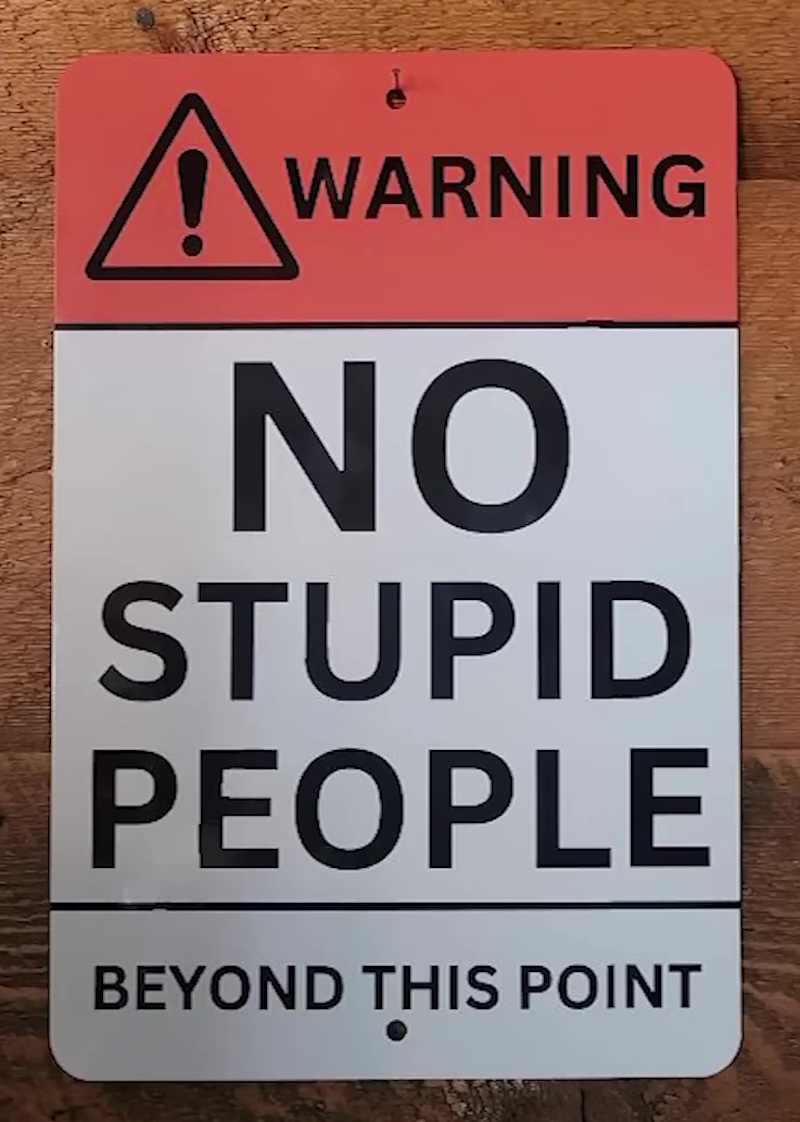 WARNING
NO
STUPID
PEOPLE
BEYOND THIS POINT